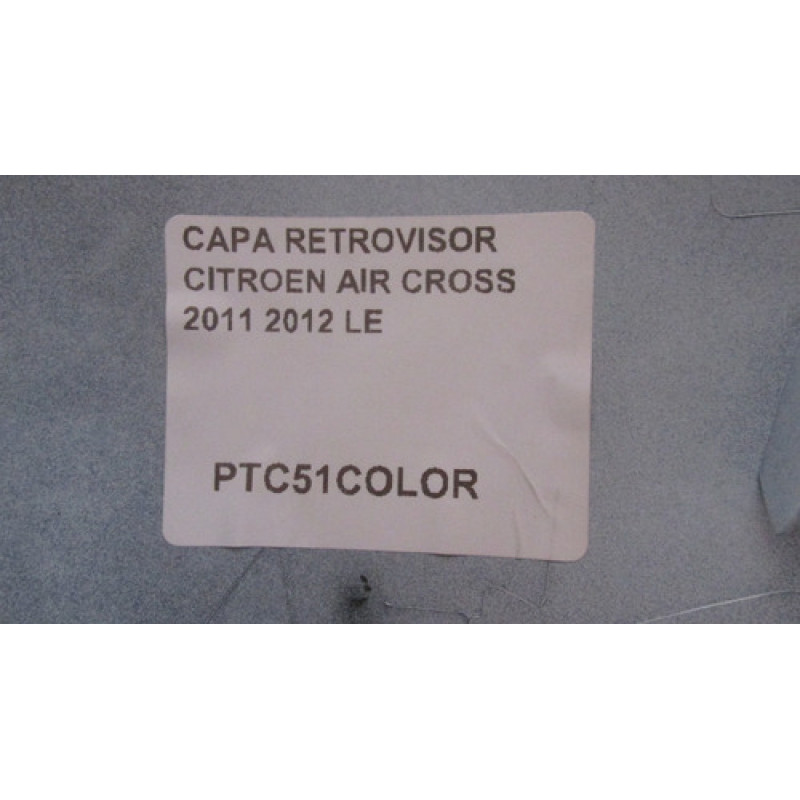 CAPA RETROVISOR
CITROEN AIR CROSS
2011 2012 LE
PTC51COLOR